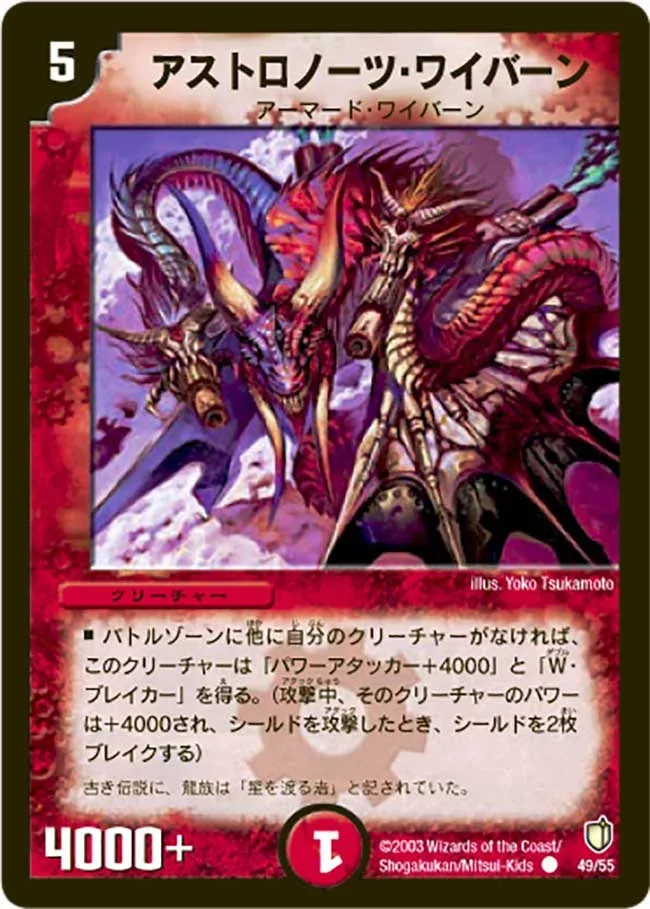 5
アストロノーツ・ワイバーン
アーマード・ワイバーン
illus. Yoko Tsukamoto
クリーチャー
■ バトルゾーンに他に自分のクリーチャーがなければ、
このクリーチャーは「パワーアタッカー+4000」と「W・
ブレイカー」を得る。(攻撃中、そのクリーチャーのパワー
は+4000され、シールドを攻撃したとき、シールドを2枚
ブレイクする)
古き伝説に、龍族は「星を渡る者」と記されていた。
4000+
1
©2003 Wizards of the Coast/
Shogakukan/Mitsui-Kids
49/55